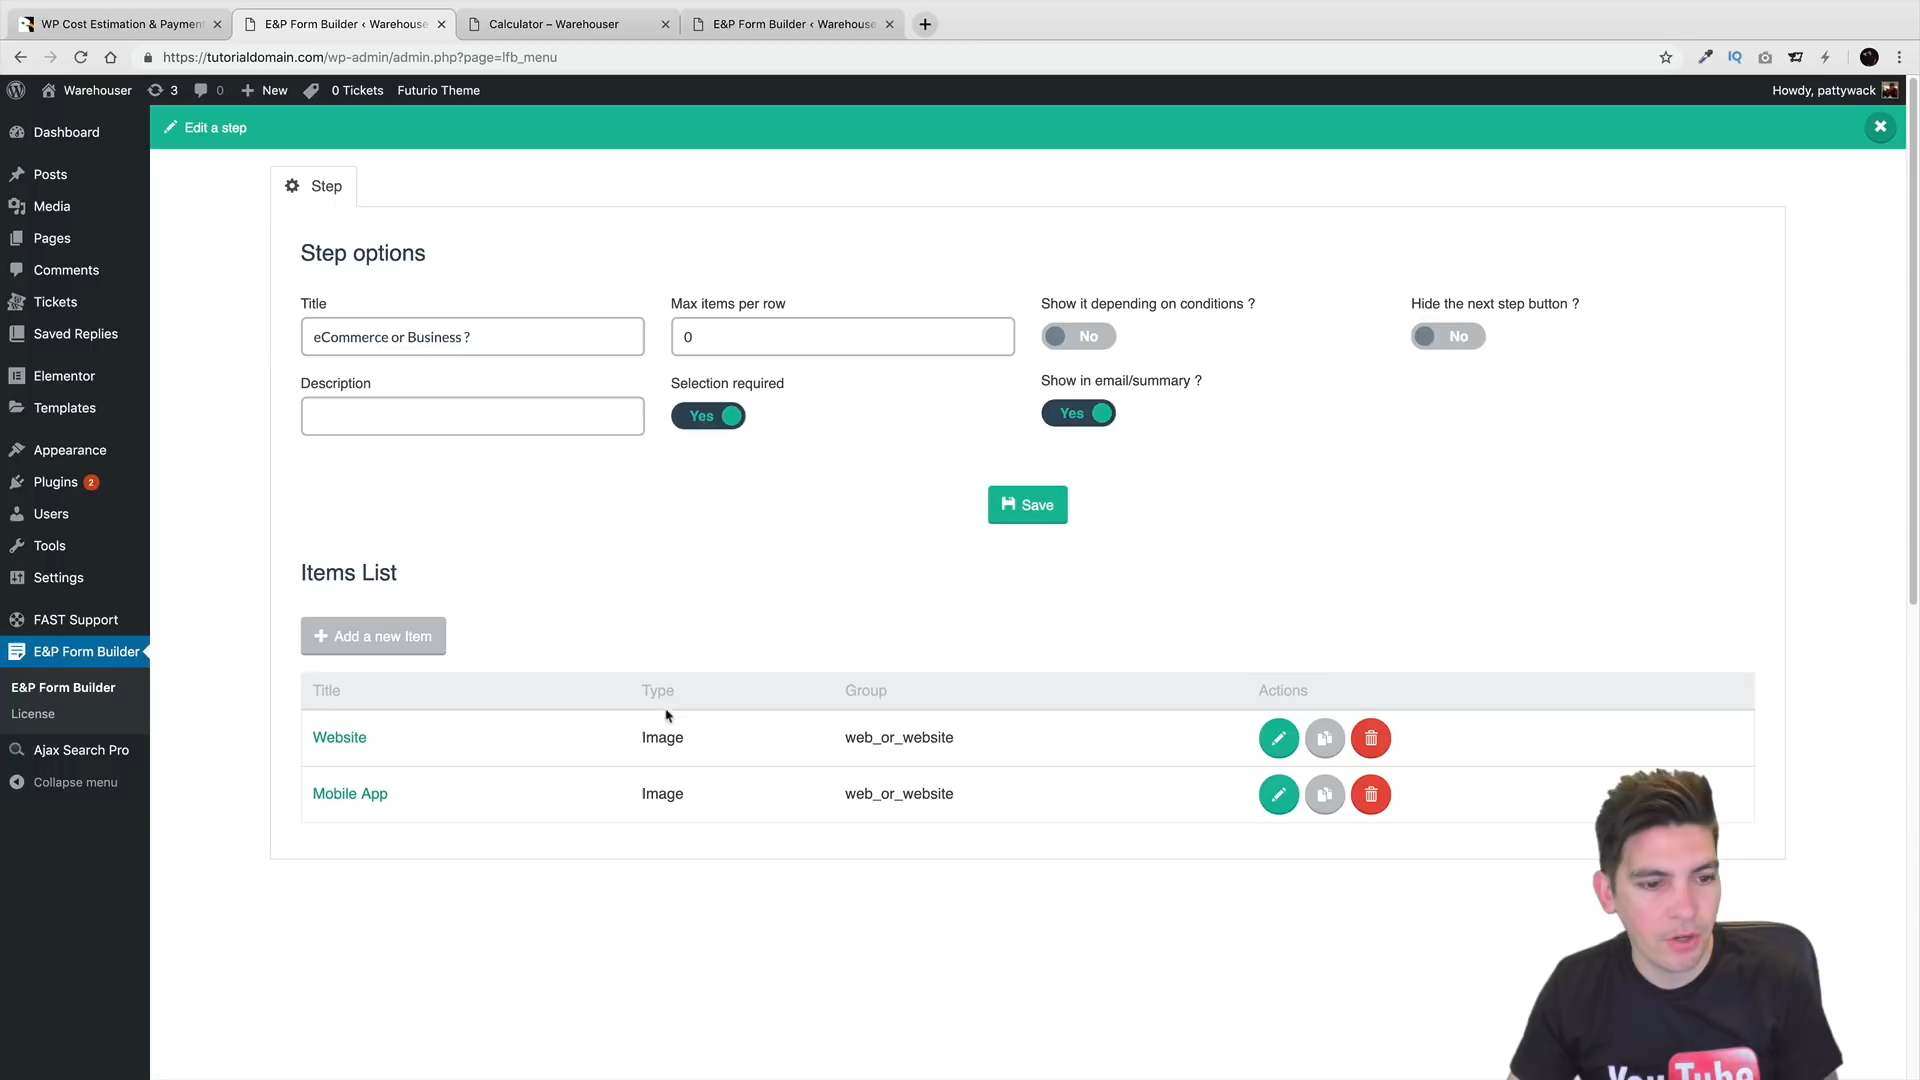 WP Cost Estimation & Payment
E&P Form Builder ‹ Warehouse
Calculator – Warehouser
E&P Form Builder ‹ Warehouse
https://tutorialdomain.com/wp-admin/admin.php?page=lfb_menu
IQ
Warehouser
3
0
New
0 Tickets
Futurio Theme
Howdy, pattywack
Dashboard
Posts
Media
Pages
Comments
Tickets
Saved Replies
Elementor
Templates
Appearance
Plugins 2
Users
Tools
Settings
FAST Support
E&P Form Builder
E&P Form Builder
License
Ajax Search Pro
Collapse menu
Edit a step
Step
Step options
Title
Max items per row
Show it depending on conditions ?
Hide the next step button ?
eCommerce or Business ?
0
No
No
Description
Selection required
Show in email/summary ?
Yes
Yes
Save
Items List
Add a new Item
Title Type Group Actions
Website Image web_or_website
Mobile App Image web_or_website
YouTube